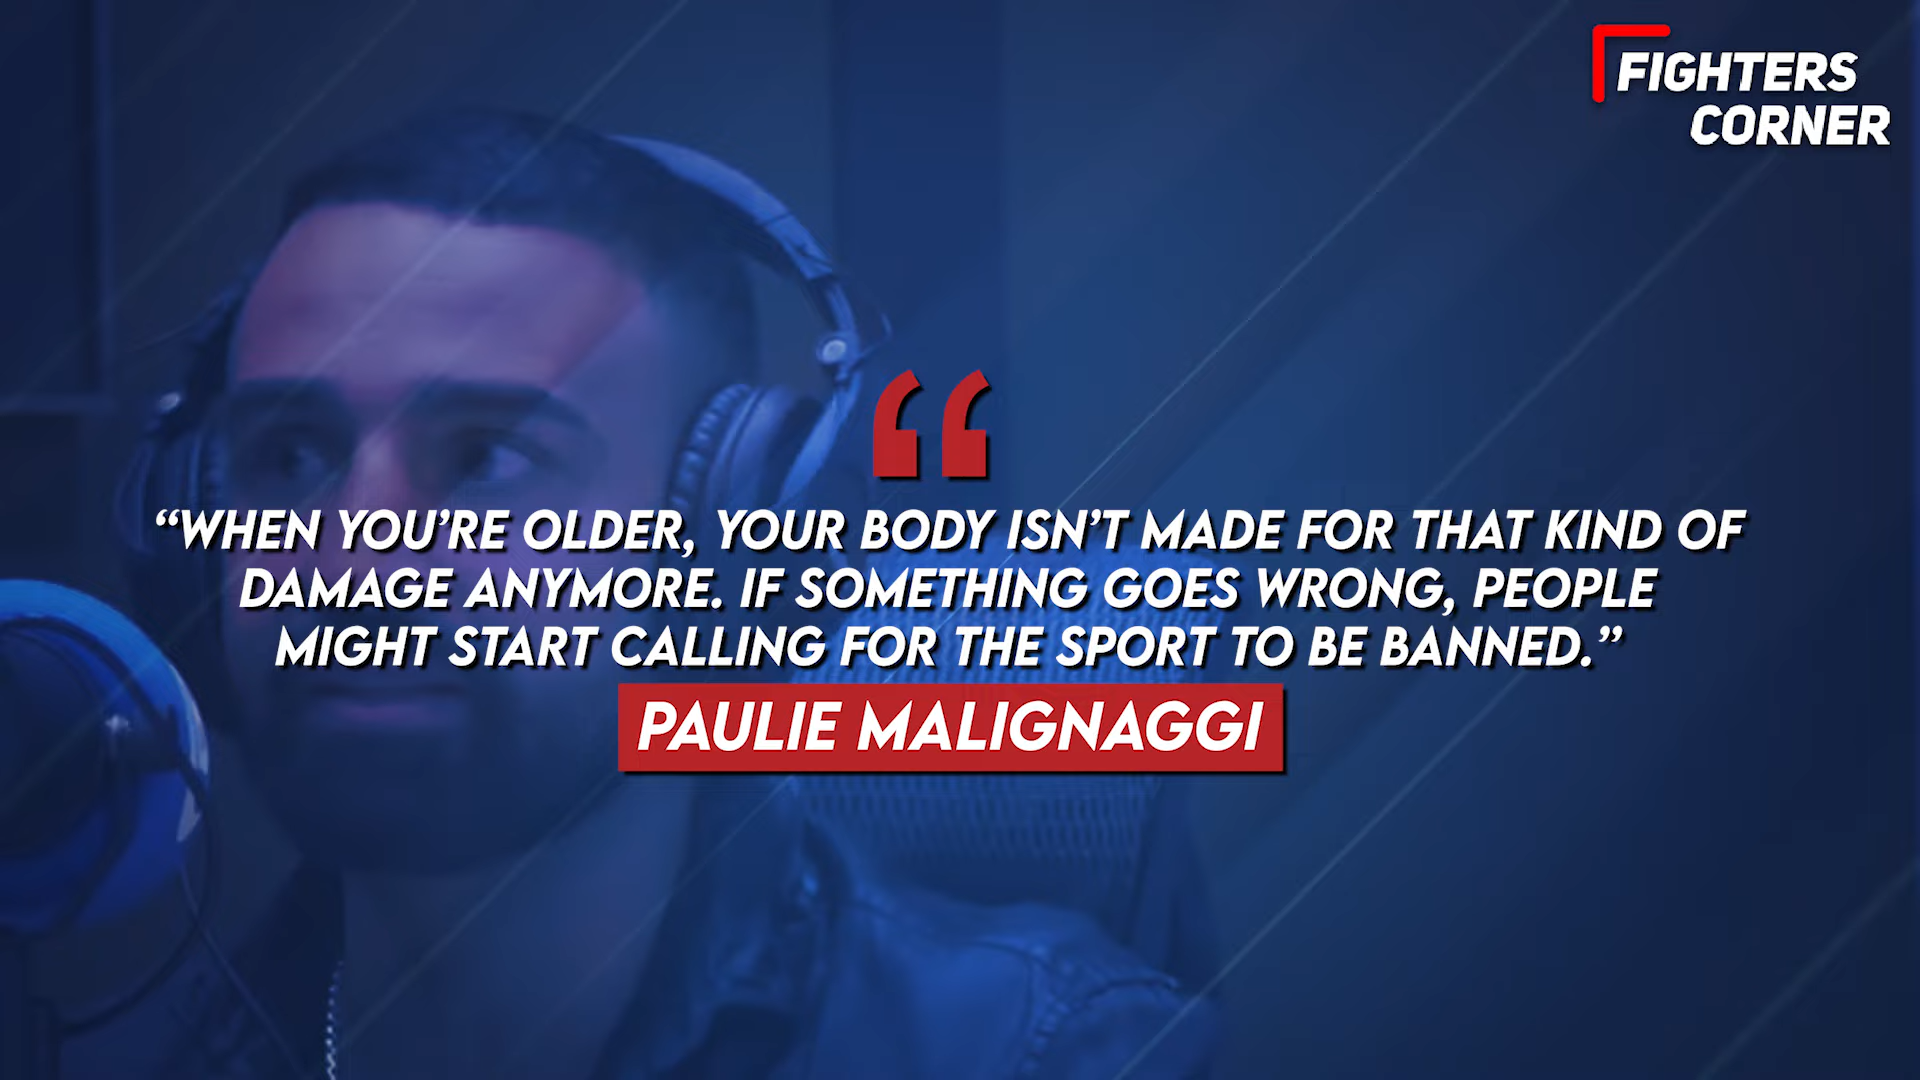 FIGHTERS
CORNER
“WHEN YOU’RE OLDER, YOUR BODY ISN’T MADE FOR THAT KIND OF
DAMAGE ANYMORE. IF SOMETHING GOES WRONG, PEOPLE
MIGHT START CALLING FOR THE SPORT TO BE BANNED.”
PAULIE MALIGNAGGI